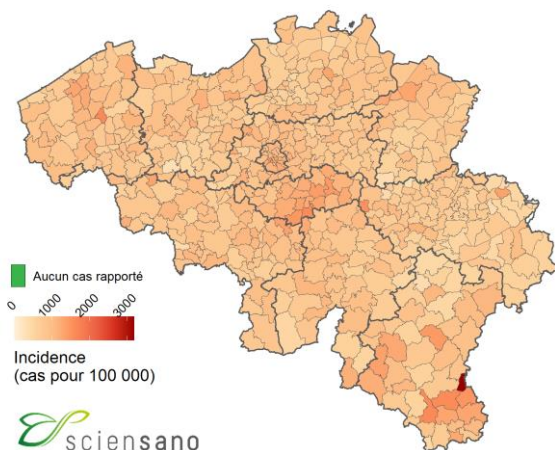 Aucun cas rapporté
0 1000 2000 3000
Incidence
(cas pour 100 000)
sciensano